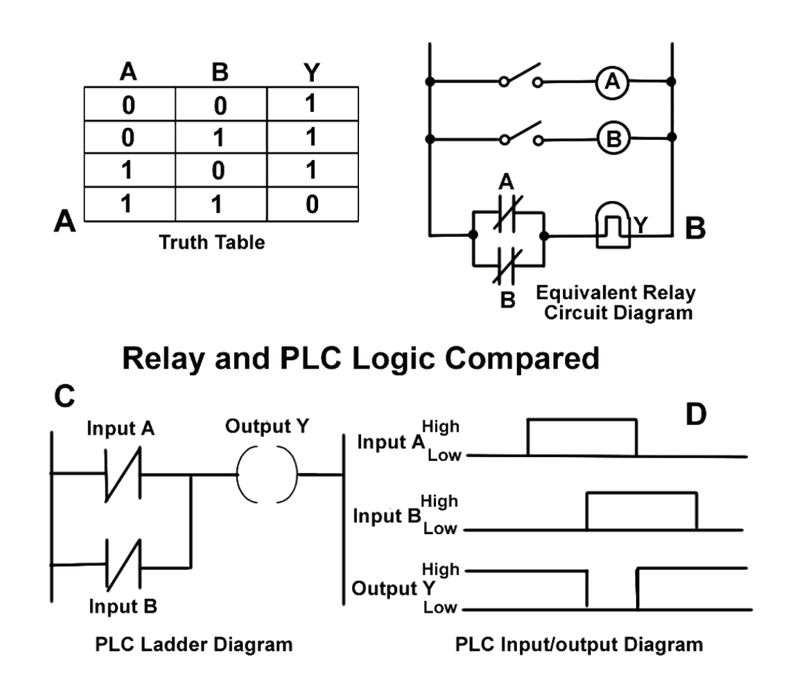 A B Y
0 0 1
0 1 1
1 0 1
1 1 0
A
Truth Table
A
B
A
Y
B
B
Equivalent Relay
Circuit Diagram
Relay and PLC Logic Compared
C
Input A
Output Y
Input B
PLC Ladder Diagram
D
High
Input A
Low
High
Input B
Low
High
Output Y
Low
PLC Input/output Diagram